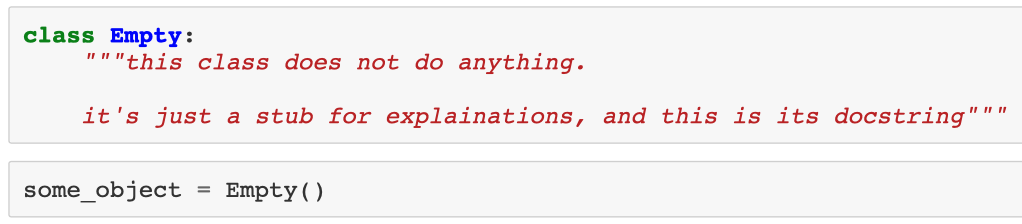 class Empty:
"""this class does not do anything.
it's just a stub for explainations, and this is its docstring"""
some_object = Empty()